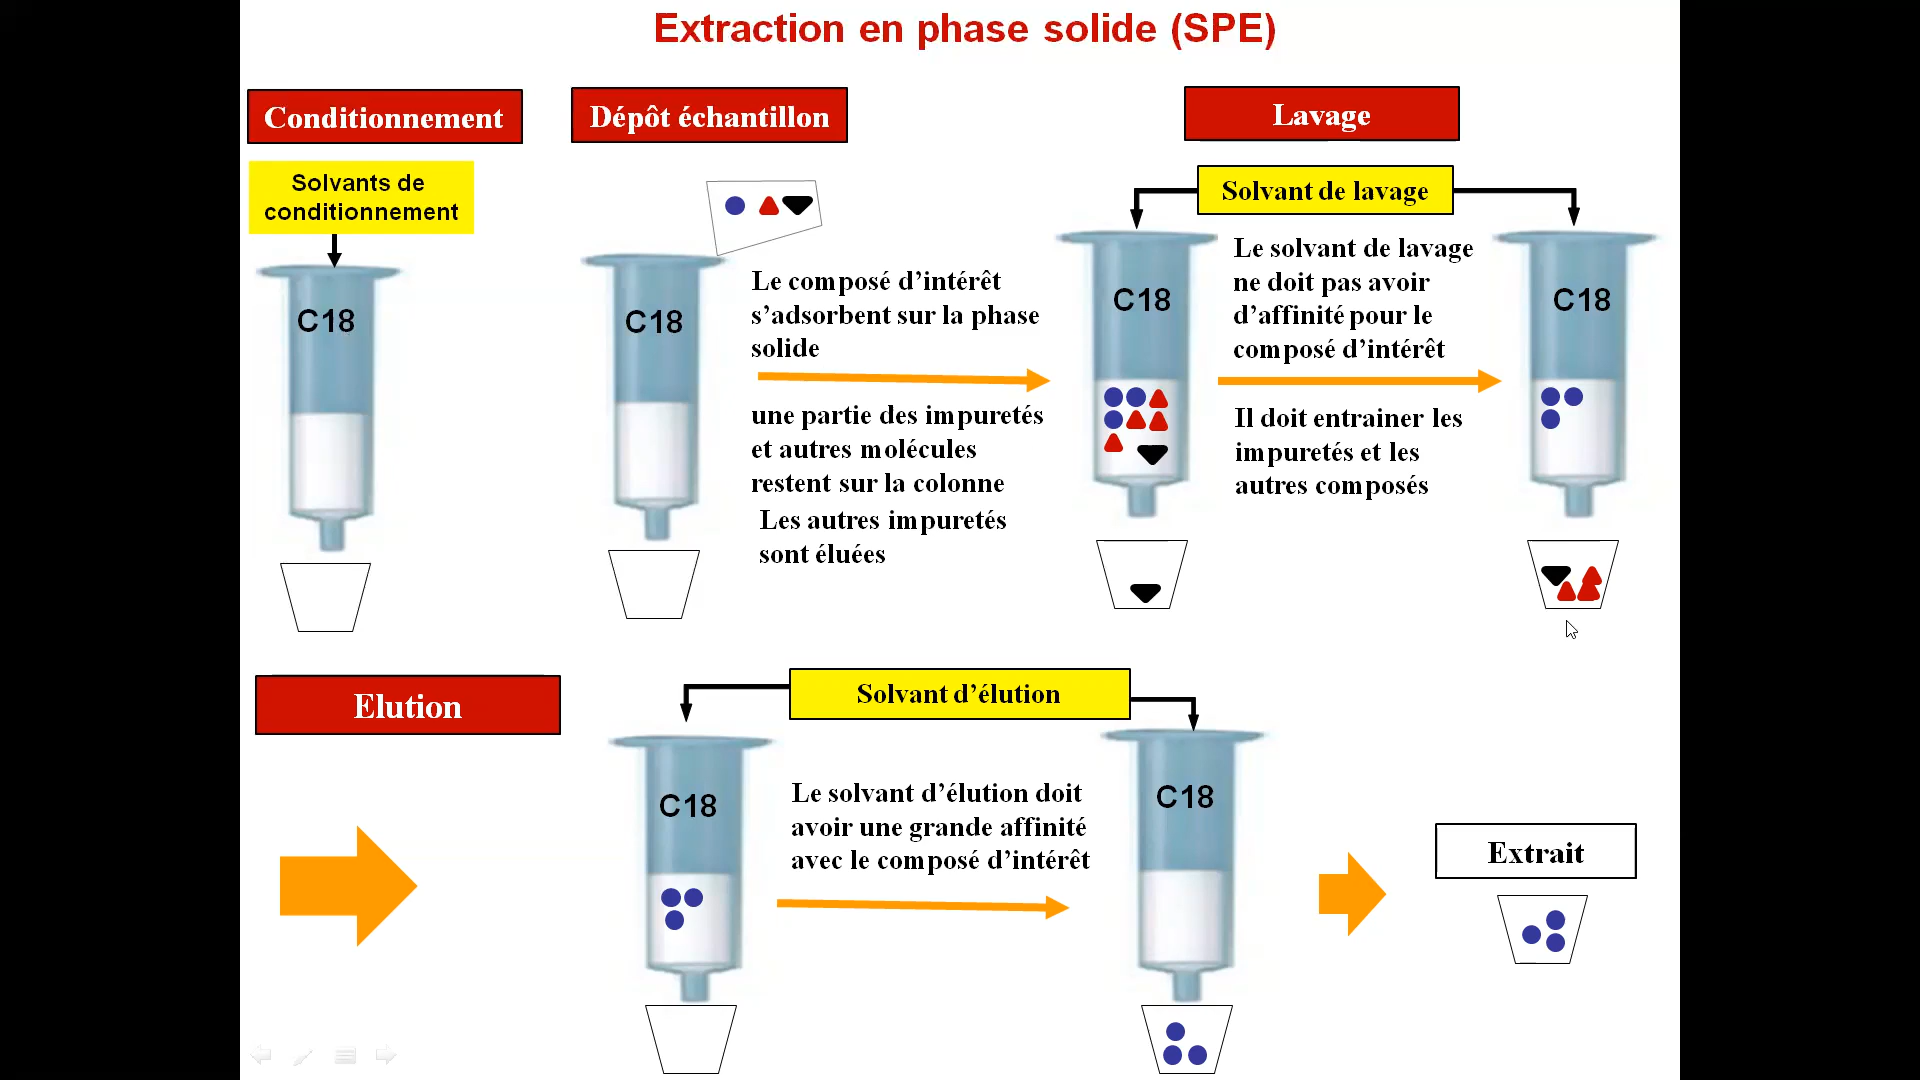 Extraction en phase solide (SPE)
Conditionnement
Dépôt échantillon
Lavage
Solvants de
conditionnement
Solvant de lavage
C18
C18
Le composé d’intérêt
s’adsorbent sur la phase
solide
une partie des impuretés
et autres molécules
restent sur la colonne
Les autres impuretés
sont éluées
C18
Le solvant de lavage
ne doit pas avoir
d’affinité pour le
composé d’intérêt
Il doit entrainer les
impuretés et les
autres composés
C18
Elution
Solvant d’élution
C18
Le solvant d’élution doit
avoir une grande affinité
avec le composé d’intérêt
C18
Extrait